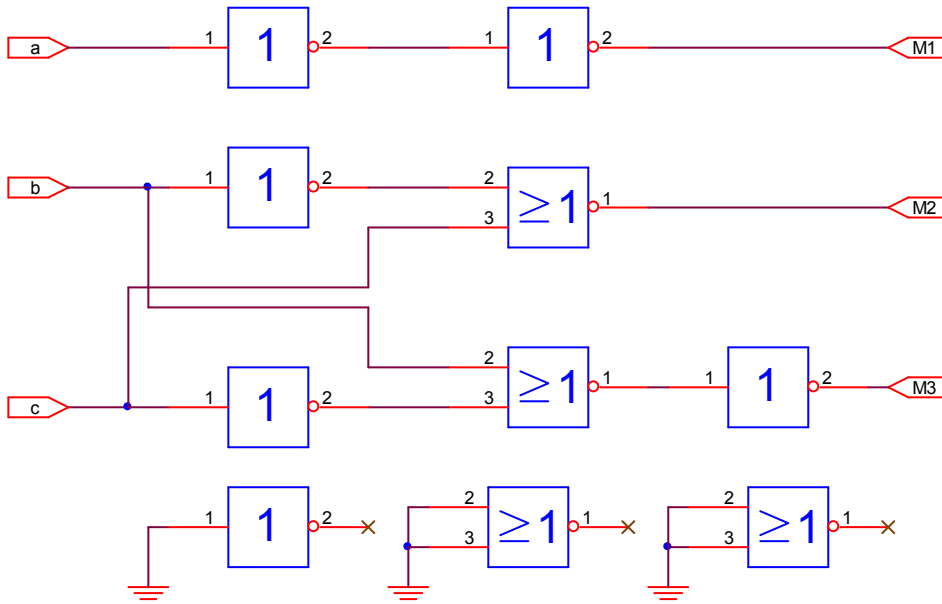 a 1 1 2 1 1 2 M1
b 1 1 2 2 3 ≥1 1 M2
c 1 1 2 2 3 ≥1 1 1 1 2 M3
1 1 2 2 3 ≥1 1 2 3 ≥1 1